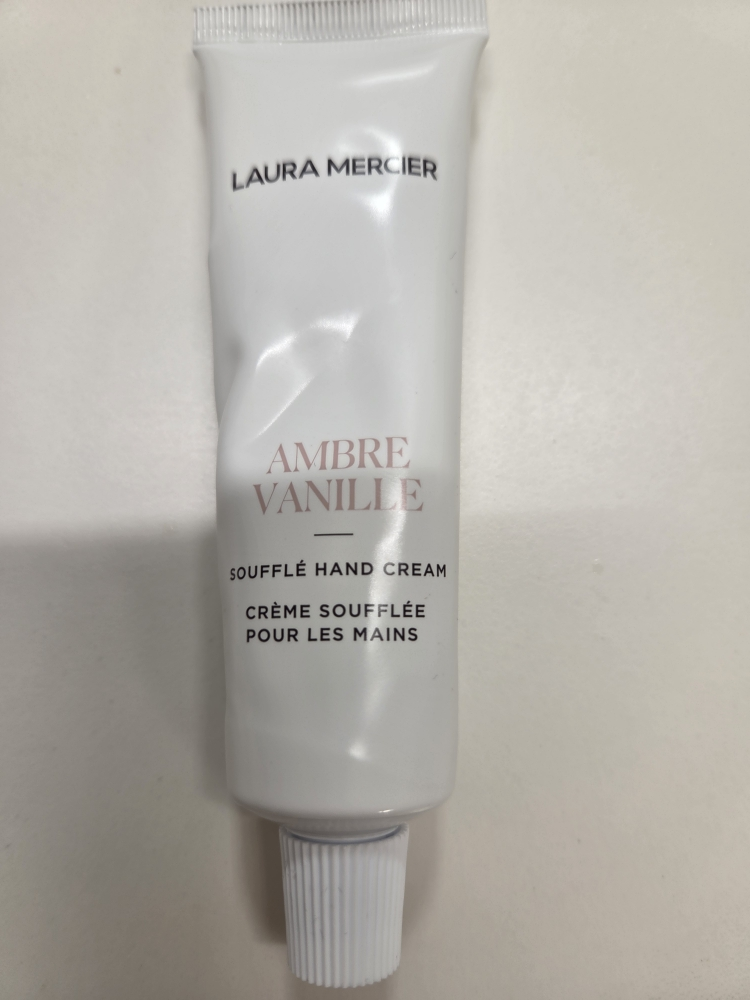 LAURA MERCIER
AMBRE
VANILLE
SOUFFLÉ HAND CREAM
CRÈME SOUFFLÉE
POUR LES MAINS